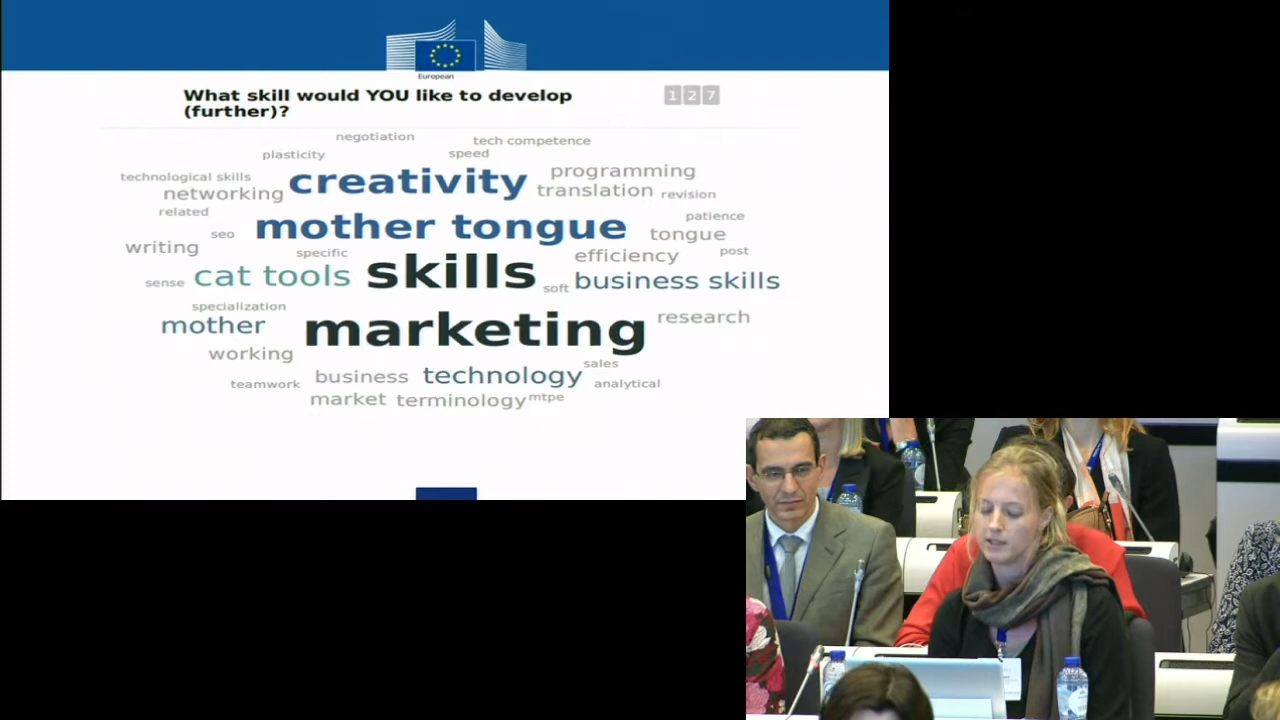 European
What skill would YOU like to develop
(further)?
1 2 7
negotiation
tech competence
plasticity
speed
technological skills
networking
creativity
programming
translation
revision
related
seo
mother tongue
patience
tongue
writing
specific
efficiency
post
sense
cat tools
skills
soft
business skills
specialization
mother
marketing
research
working
sales
teamwork
business
technology
analytical
market
terminology
mtpe